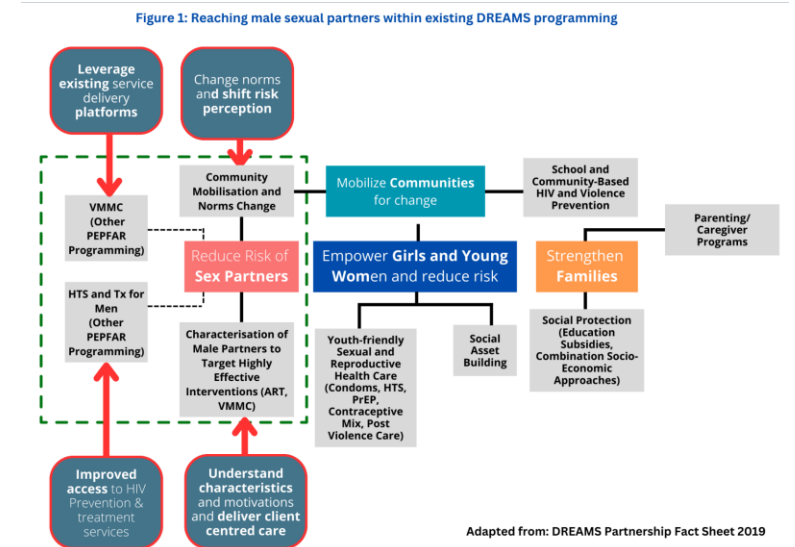 Figure 1: Reaching male sexual partners within existing DREAMS programming
Leverage
existing service
delivery
platforms
Change norms
and shift risk
perception
Community
Mobilisation and
Norms Change
Mobilize Communities
for change
School and
Community-Based
HIV and Violence
Prevention
VMMC
(Other
PEPFAR
Programming)
Parenting/
Caregiver
Programs
Reduce Risk of
Sex Partners
Empower Girls and Young
Women and reduce risk
Strengthen
Families
HTS and Tx for
Men
(Other
PEPFAR
Programming)
Characterisation of
Male Partners to
Target Highly
Effective
Interventions (ART,
VMMC)
Youth-friendly
Sexual and
Reproductive
Health Care
(Condoms, HTS,
PrEP,
Contraceptive
Mix, Post
Violence Care)
Social
Asset
Building
Social Protection
(Education
Subsidies,
Combination Socio-
Economic
Approaches)
Improved
access to HIV
Prevention &
treatment
services
Understand
characteristics
and motivations
and deliver client
centred care
Adapted from: DREAMS Partnership Fact Sheet 2019